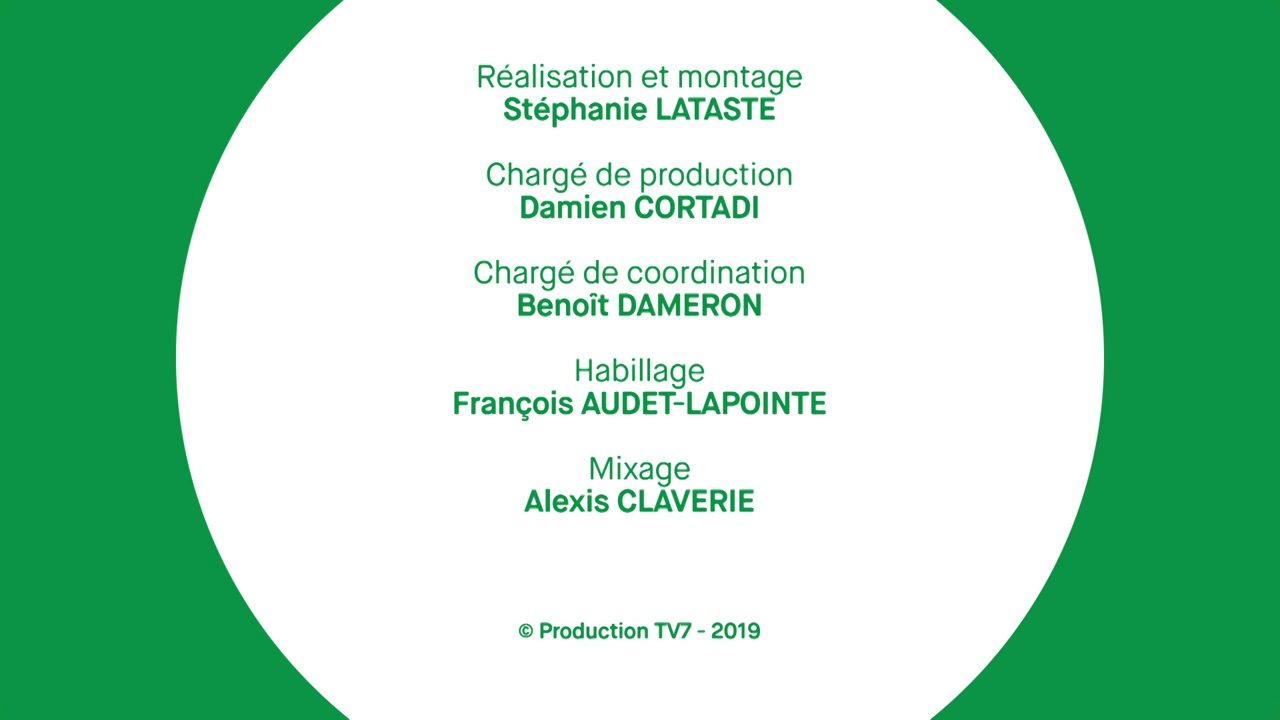 Réalisation et montage
Stéphanie LATASTE
Chargé de production
Damien CORTADI
Chargé de coordination
Benoît DAMERON
Habillage
François AUDET-LAPOINTE
Mixage
Alexis CLAVERIE
© Production TV7 - 2019